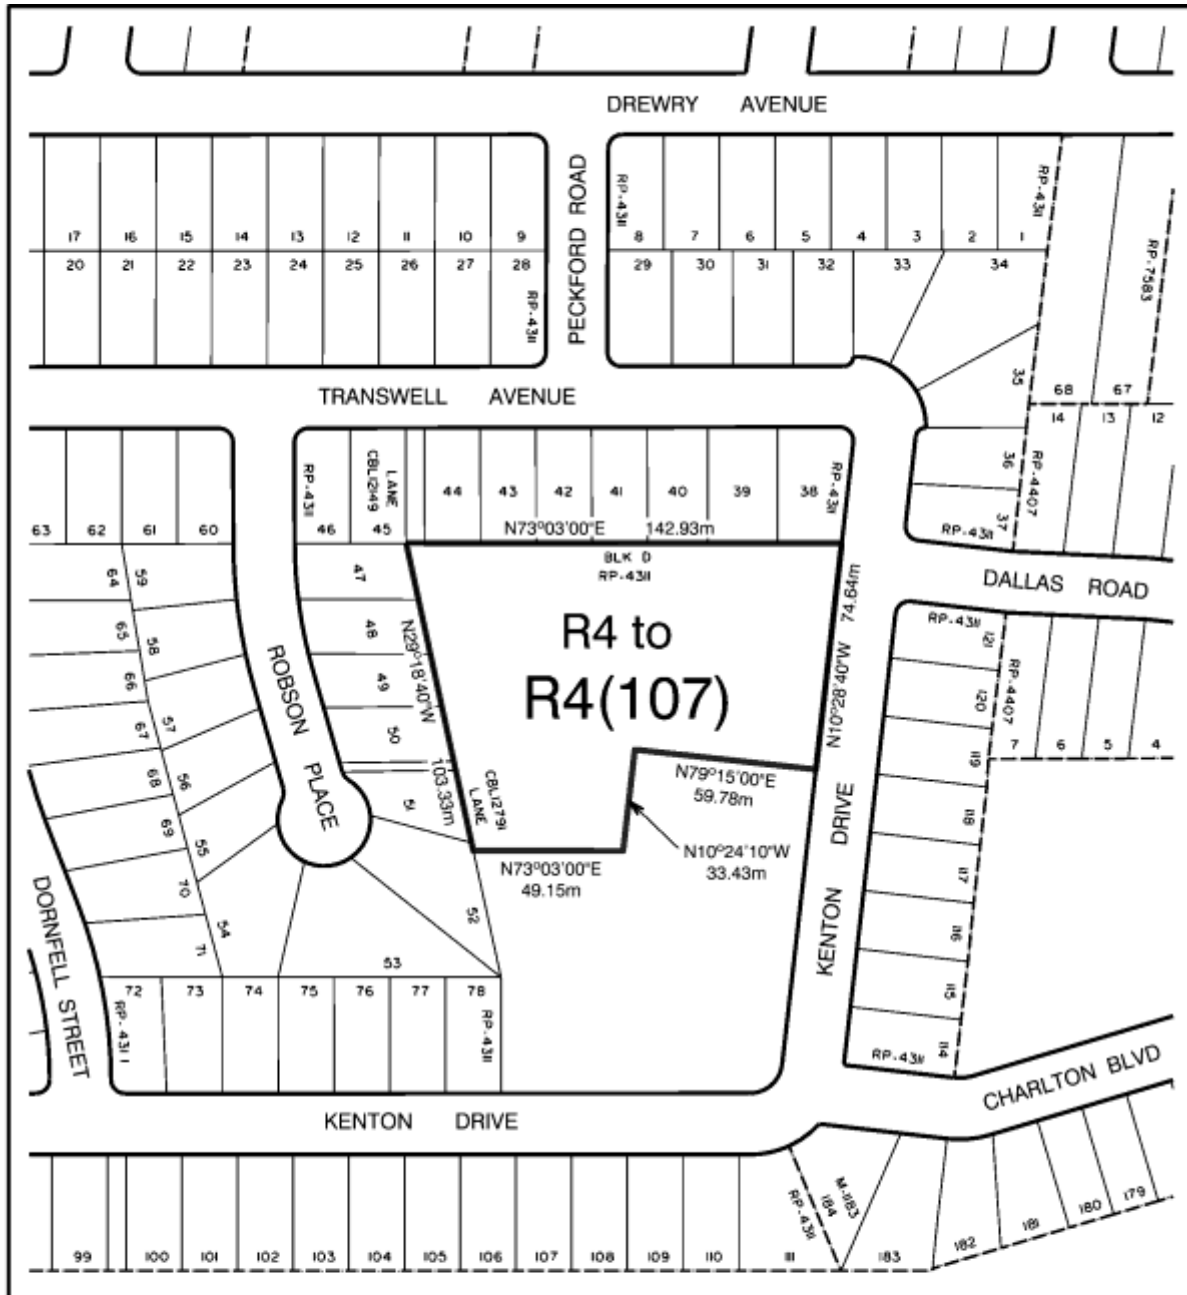 DREWRY AVENUE
PECKFORD ROAD
RP-4311
RP-4311
RP-7583
17 16 15 14 13 12 11 10 9
8 7 6 5 4 3 2 1
20 21 22 23 24 25 26 27 28
29 30 31 32 33 34
RP-4311
35
68 67
14 13 12
TRANSWELL AVENUE
36
37
RP-4407
RP-4311
RP-4311
LANE
CBL12149
RP-4311
63 62 61 60
46 45
44 43 42 41 40 39 38
N73°03'00"E 142.93m
BLK D
RP-4311
R4 to
R4(107)
74.64m
N10°28'40"W
DALLAS ROAD
RP-4311
RP-4407
121
120
119
118
117
116
115
114
RP-4311
7 6 5 4
64
65
66
67
68
69
70
71
59
58
57
56
55
54
47
48
49
50
51
52
53
N29°18'40"W
103.33m
CBL12791
LANE
ROBSON PLACE
N79°15'00"E
59.78m
N10°24'10"W
33.43m
N73°03'00"E
49.15m
KENTON DRIVE
DORNFELL STREET
72 73 74 75 76 77 78
RP-4311
RP-4311
CHARLTON BLVD
KENTON DRIVE
99 100 101 102 103 104 105 106 107 108 109 110 111
RP-4311
184
M-883
183 182 181 180 179